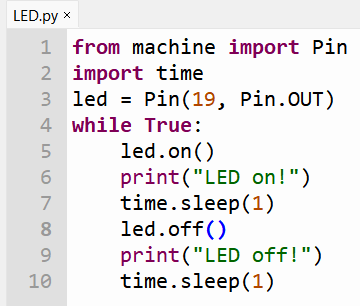 LED.py ×
1 from machine import Pin
2 import time
3 led = Pin(19, Pin.OUT)
4 while True:
5     led.on()
6     print("LED on!")
7     time.sleep(1)
8     led.off()
9     print("LED off!")
10     time.sleep(1)